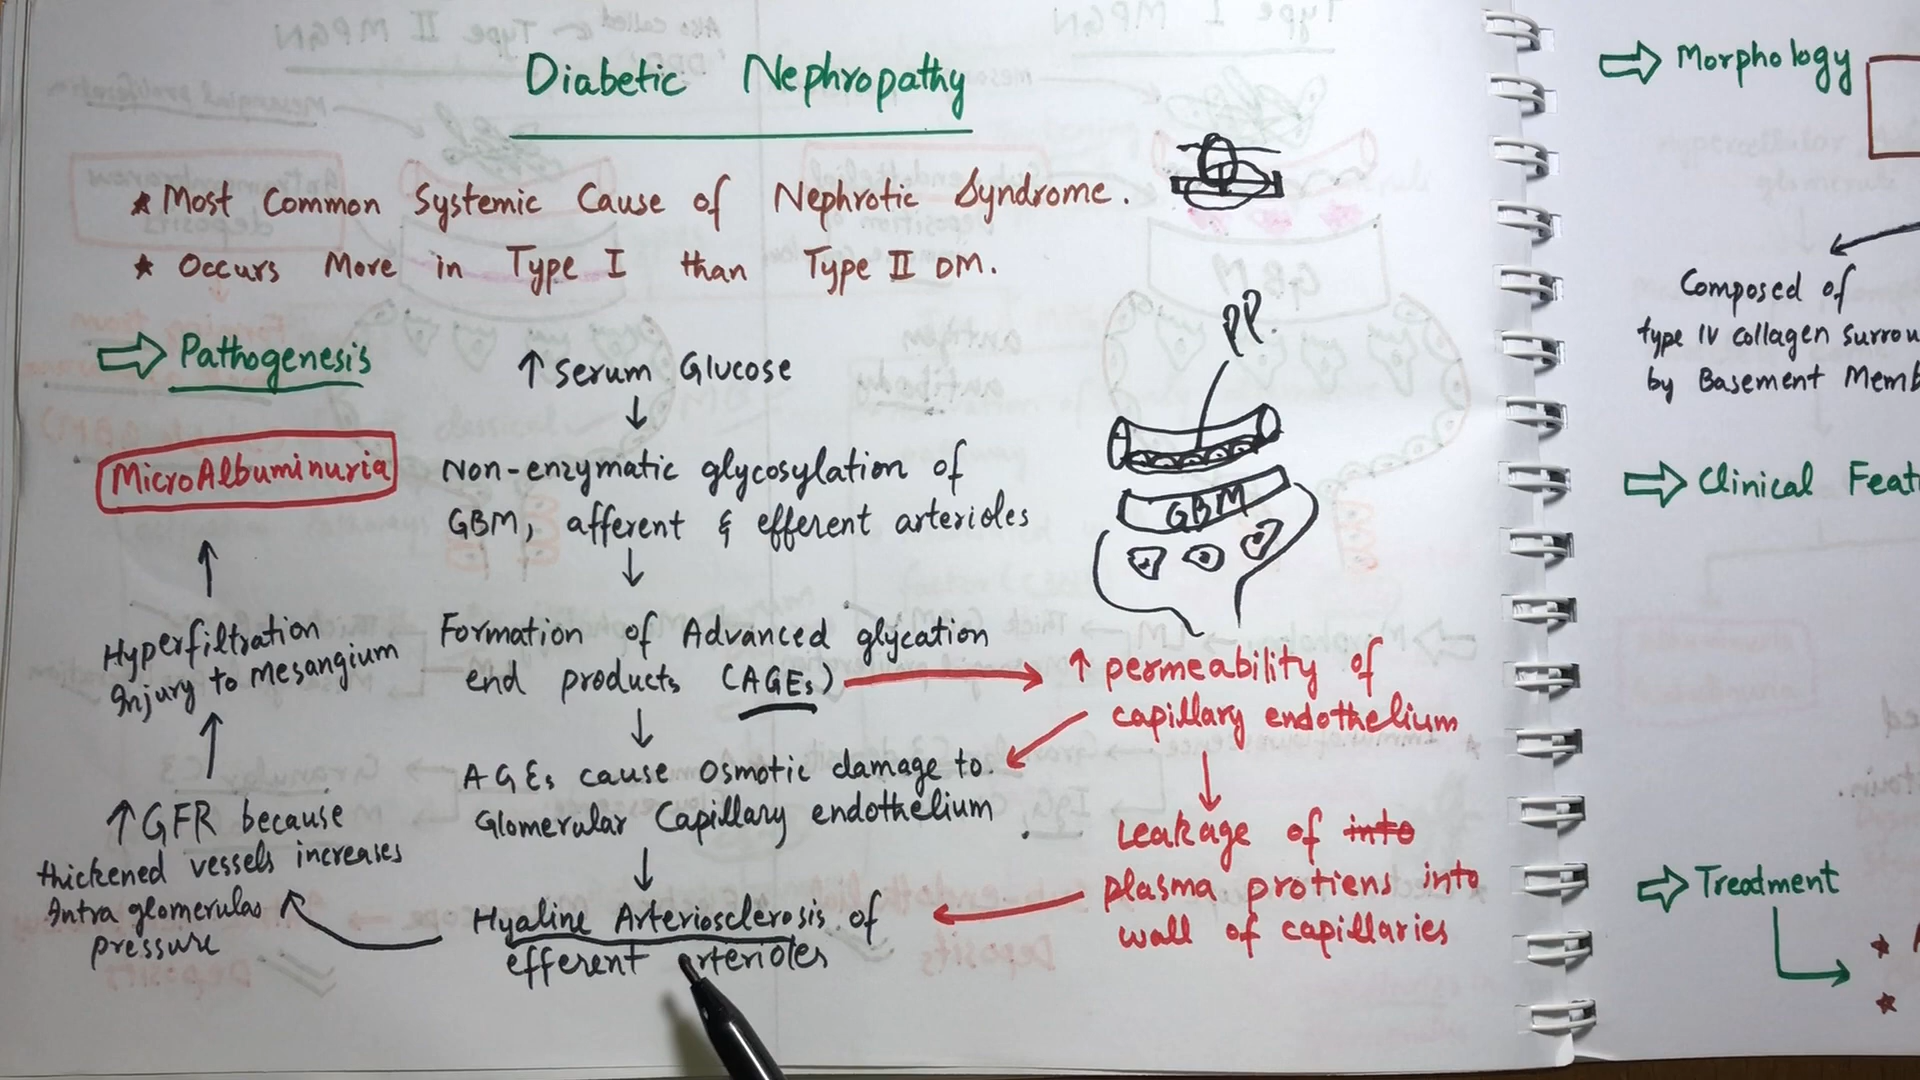 Diabetic Nephropathy
★ Most Common Systemic Cause of Nephrotic Syndrome.
★ Occurs More in Type I than Type II DM.
⇒ Pathogenesis
↑ serum Glucose
↓
Non-enzymatic glycosylation of
GBM, afferent & efferent arterioles
↓
Formation of Advanced glycation
end products (AGEs)
↓
AGEs cause Osmotic damage to
Glomerular Capillary endothelium
↓
Hyaline Arteriosclerosis of
efferent arterioles
↑ GFR because
thickened vessels increases
Intra glomerular
pressure
↑
Hyperfiltration
Injury to Mesangium
↑
MicroAlbuminuria
PP
GBM
↑ permeability of
capillary endothelium
↓
Leakage of into
plasma protiens into
wall of capillaries
⇒ Morphology
Composed of
type IV collagen
by Basement
⇒ Clinical
⇒ Treatment
★
★